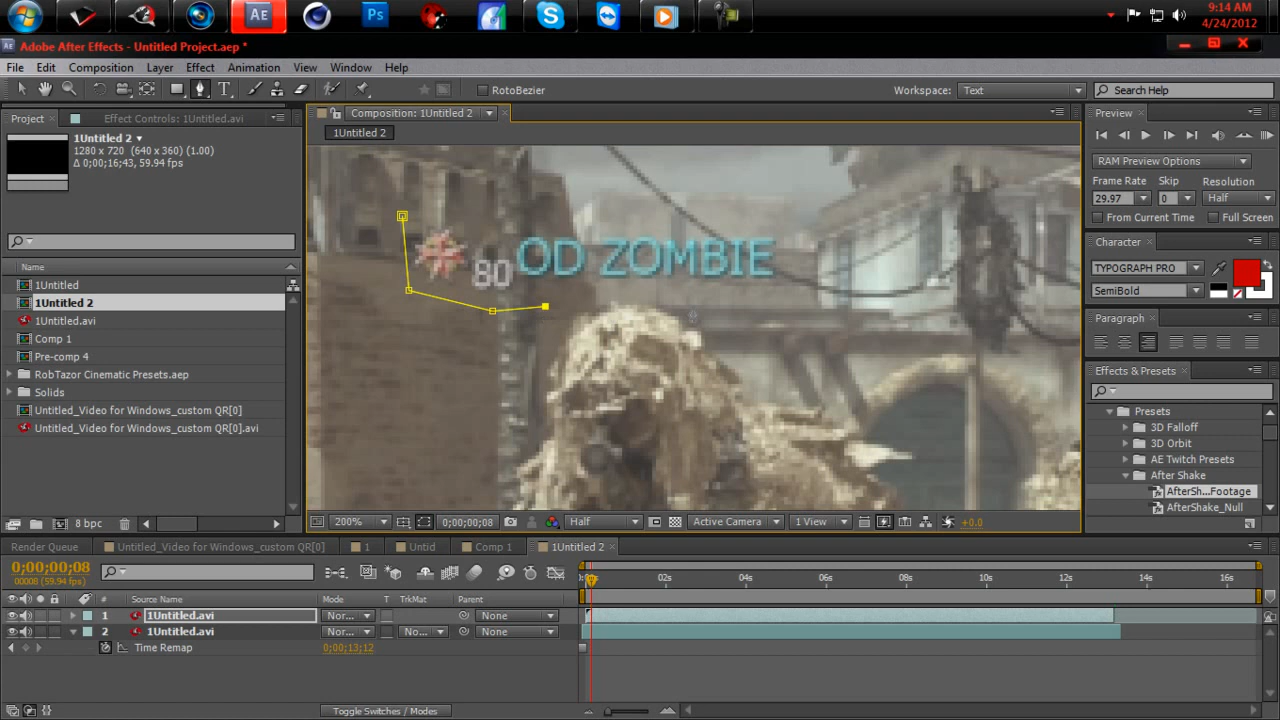 9:14 AM
4/24/2012
Adobe After Effects - Untitled Project.aep *
File Edit Composition Layer Effect Animation View Window Help
RotoBezier
Workspace: Text
Search Help
Project
Effect Controls: 1Untitled.avi
Composition: 1Untitled 2
Preview
1Untitled 2
1Untitled 2
1280 x 720 (640 x 360) (1.00)
Δ 0;00;16;43, 59.94 fps
RAM Preview Options
Frame Rate Skip Resolution
29.97 0 Half
From Current Time Full Screen
Character
TYPOGRAPH PRO
SemiBold
Paragraph
Effects & Presets
Presets
3D Falloff
3D Orbit
AE Twitch Presets
After Shake
AfterSh...Footage
AfterShake_Null
Name
1Untitled
1Untitled 2
1Untitled.avi
Comp 1
Pre-comp 4
RobTazor Cinematic Presets.aep
Solids
Untitled_Video for Windows_custom QR[0]
Untitled_Video for Windows_custom QR[0].avi
80 OD ZOMBIE
8 bpc
200% 0;00;00;08 Half Active Camera 1 View +0.0
Render Queue Untitled_Video for Windows_custom QR[0] 1 Untid Comp 1 1Untitled 2
0;00;00;08
00008 (59.94 fps)
02s 04s 06s 08s 10s 12s 14s 16s
# Source Name Mode T TrkMat Parent
1 1Untitled.avi Nor... None
2 1Untitled.avi Nor... No... None
Time Remap 0;00;13;12
Toggle Switches / Modes